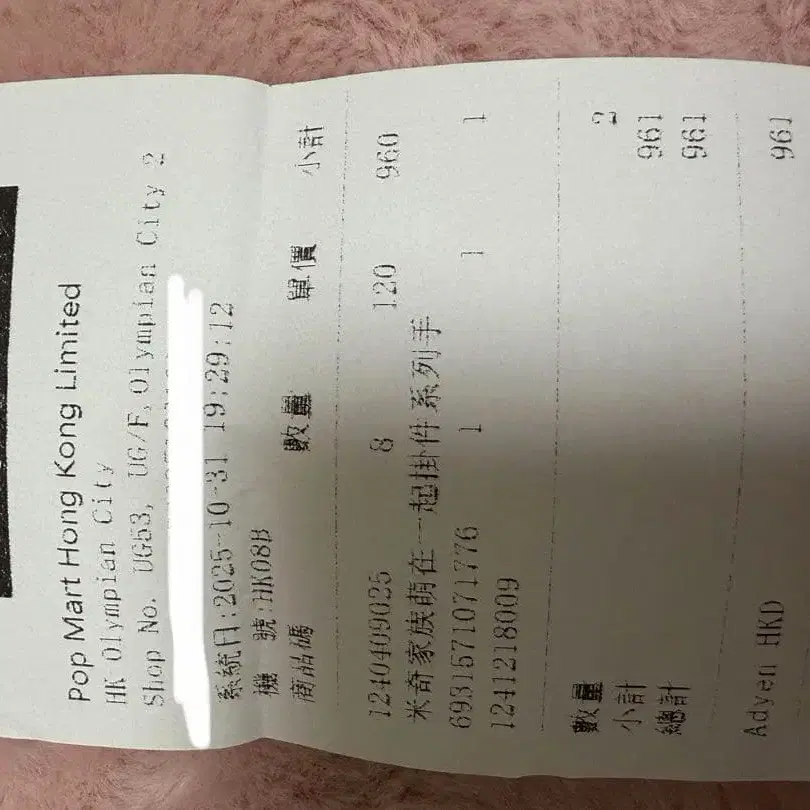 Pop Mart Hong Kong Limited
HK Olympian City
Shop No. UG53, UG/F, Olympian City 2
系統日:2025-10-31 19:29:12
機 號:HK08B
商品碼 數量 單價 小計
1240409025 8 120 960
米奇家族萌在一起掛件系列手
6931571071776 1 1 1
1241218009
數量 2
小計 961
總計 961
Adyen HKD 961